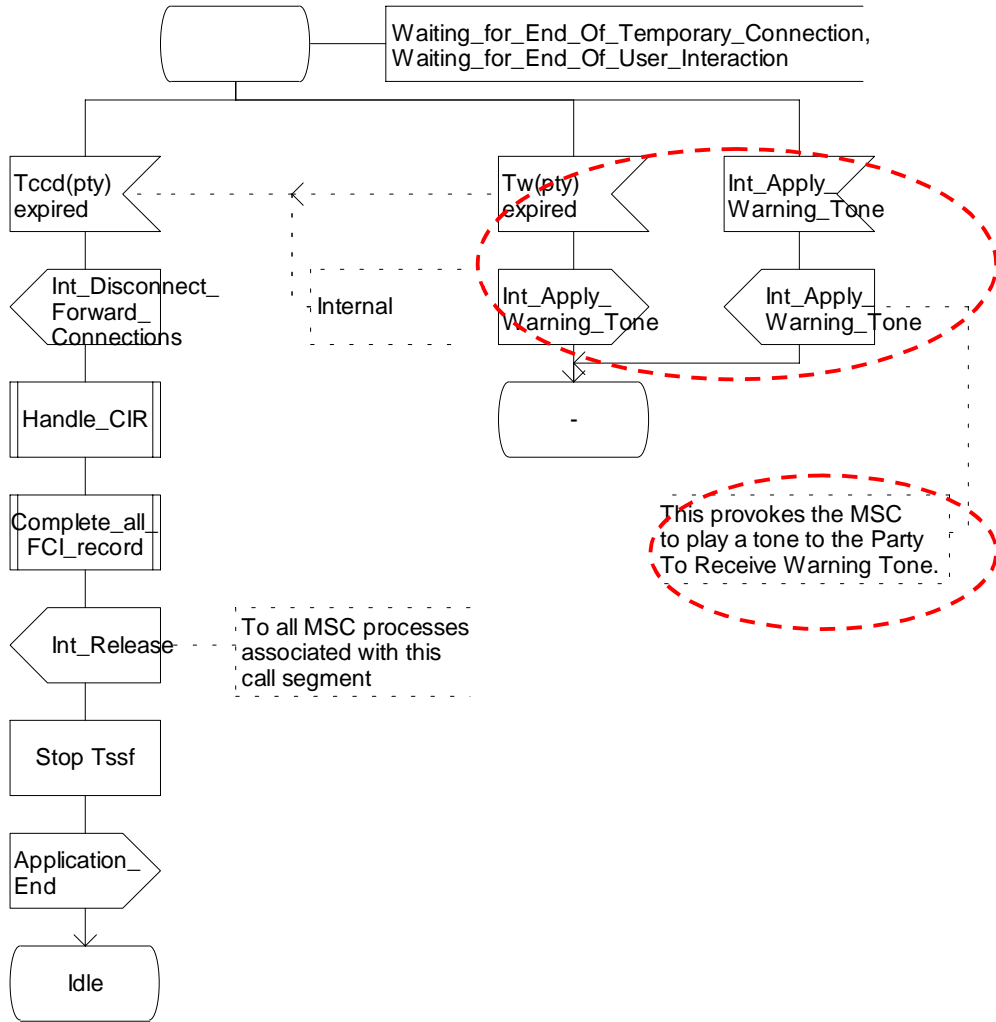 Waiting_for_End_Of_Temporary_Connection,
Waiting_for_End_Of_User_Interaction
Tccd(pty)
expired
Tw(pty)
expired
Int_Apply_
Warning_Tone
Int_Disconnect_
Forward_
Connections
Internal
Int_Apply_
Warning_Tone
Int_Apply_
Warning_Tone
Handle_CIR
-
Complete_all_
FCI_record
This provokes the MSC
to play a tone to the Party
To Receive Warning Tone.
Int_Release
To all MSC processes
associated with this
call segment
Stop Tssf
Application_
End
Idle